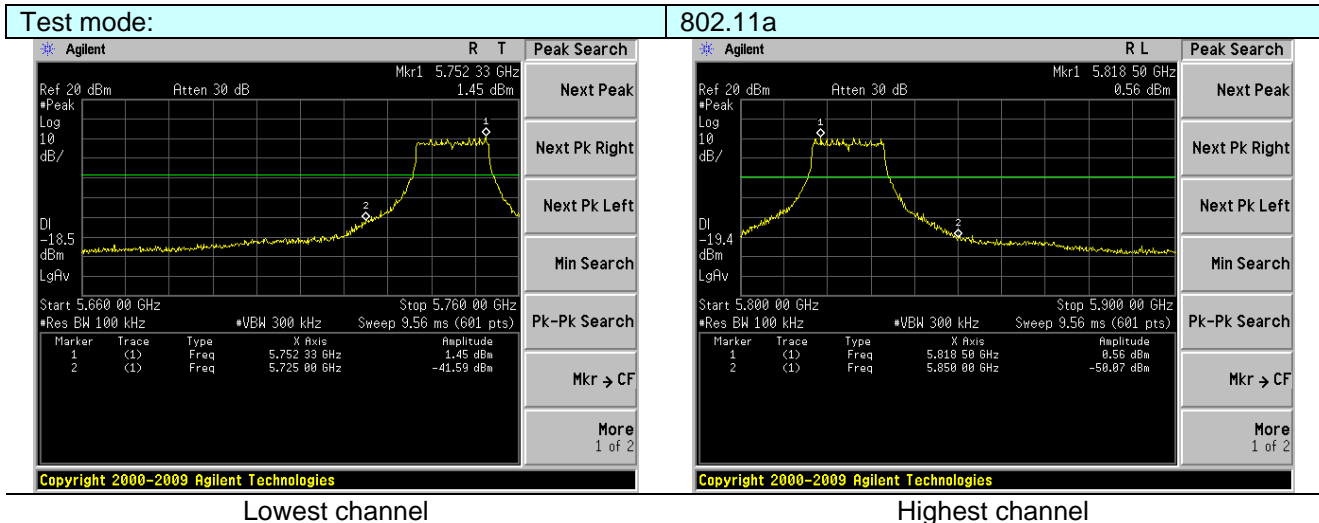 Test mode: 802.11a
Agilent R T Peak Search
Mkr1 5.752 33 GHz
Ref 20 dBm Atten 30 dB 1.45 dBm
#Peak
Log
10
dB/
1
2
DI
-18.5
dBm
LgAv
Start 5.660 00 GHz Stop 5.760 00 GHz
#Res BW 100 kHz #VBW 300 kHz Sweep 9.56 ms (601 pts)
Marker Trace Type X Axis Amplitude
1 (1) Freq 5.752 33 GHz 1.45 dBm
2 (1) Freq 5.725 00 GHz -41.59 dBm
Next Peak
Next Pk Right
Next Pk Left
Min Search
Pk-Pk Search
Mkr → CF
More
1 of 2
Copyright 2000-2009 Agilent Technologies
Lowest channel
Agilent R L Peak Search
Mkr1 5.818 50 GHz
Ref 20 dBm Atten 30 dB 0.56 dBm
#Peak
Log
10
dB/
1
2
DI
-19.4
dBm
LgAv
Start 5.800 00 GHz Stop 5.900 00 GHz
#Res BW 100 kHz #VBW 300 kHz Sweep 9.56 ms (601 pts)
Marker Trace Type X Axis Amplitude
1 (1) Freq 5.818 50 GHz 0.56 dBm
2 (1) Freq 5.850 00 GHz -50.07 dBm
Next Peak
Next Pk Right
Next Pk Left
Min Search
Pk-Pk Search
Mkr → CF
More
1 of 2
Copyright 2000-2009 Agilent Technologies
Highest channel